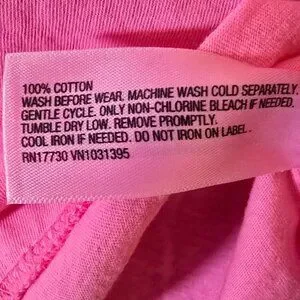 100% COTTON
WASH BEFORE WEAR. MACHINE WASH COLD SEPARATELY.
GENTLE CYCLE. ONLY NON-CHLORINE BLEACH IF NEEDED.
TUMBLE DRY LOW. REMOVE PROMPTLY.
COOL IRON IF NEEDED. DO NOT IRON ON LABEL.
RN17730 VN1031395